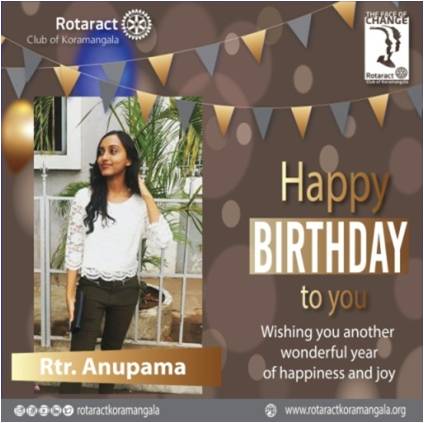 Rotaract
Club of Koramangala
THE FACE OF
CHANGE
Rotaract
Club of Koramangala
Happy
BIRTHDAY
to you
Wishing you another
wonderful year
of happiness and joy
Rtr. Anupama
rotaractkoramangala
www.rotaractkoramangala.org